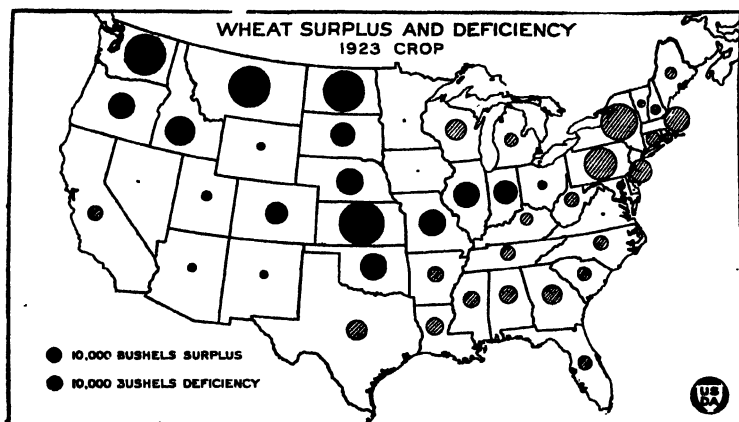 WHEAT SURPLUS AND DEFICIENCY
1923 CROP
10,000 BUSHELS SURPLUS
10,000 BUSHELS DEFICIENCY
US
DA